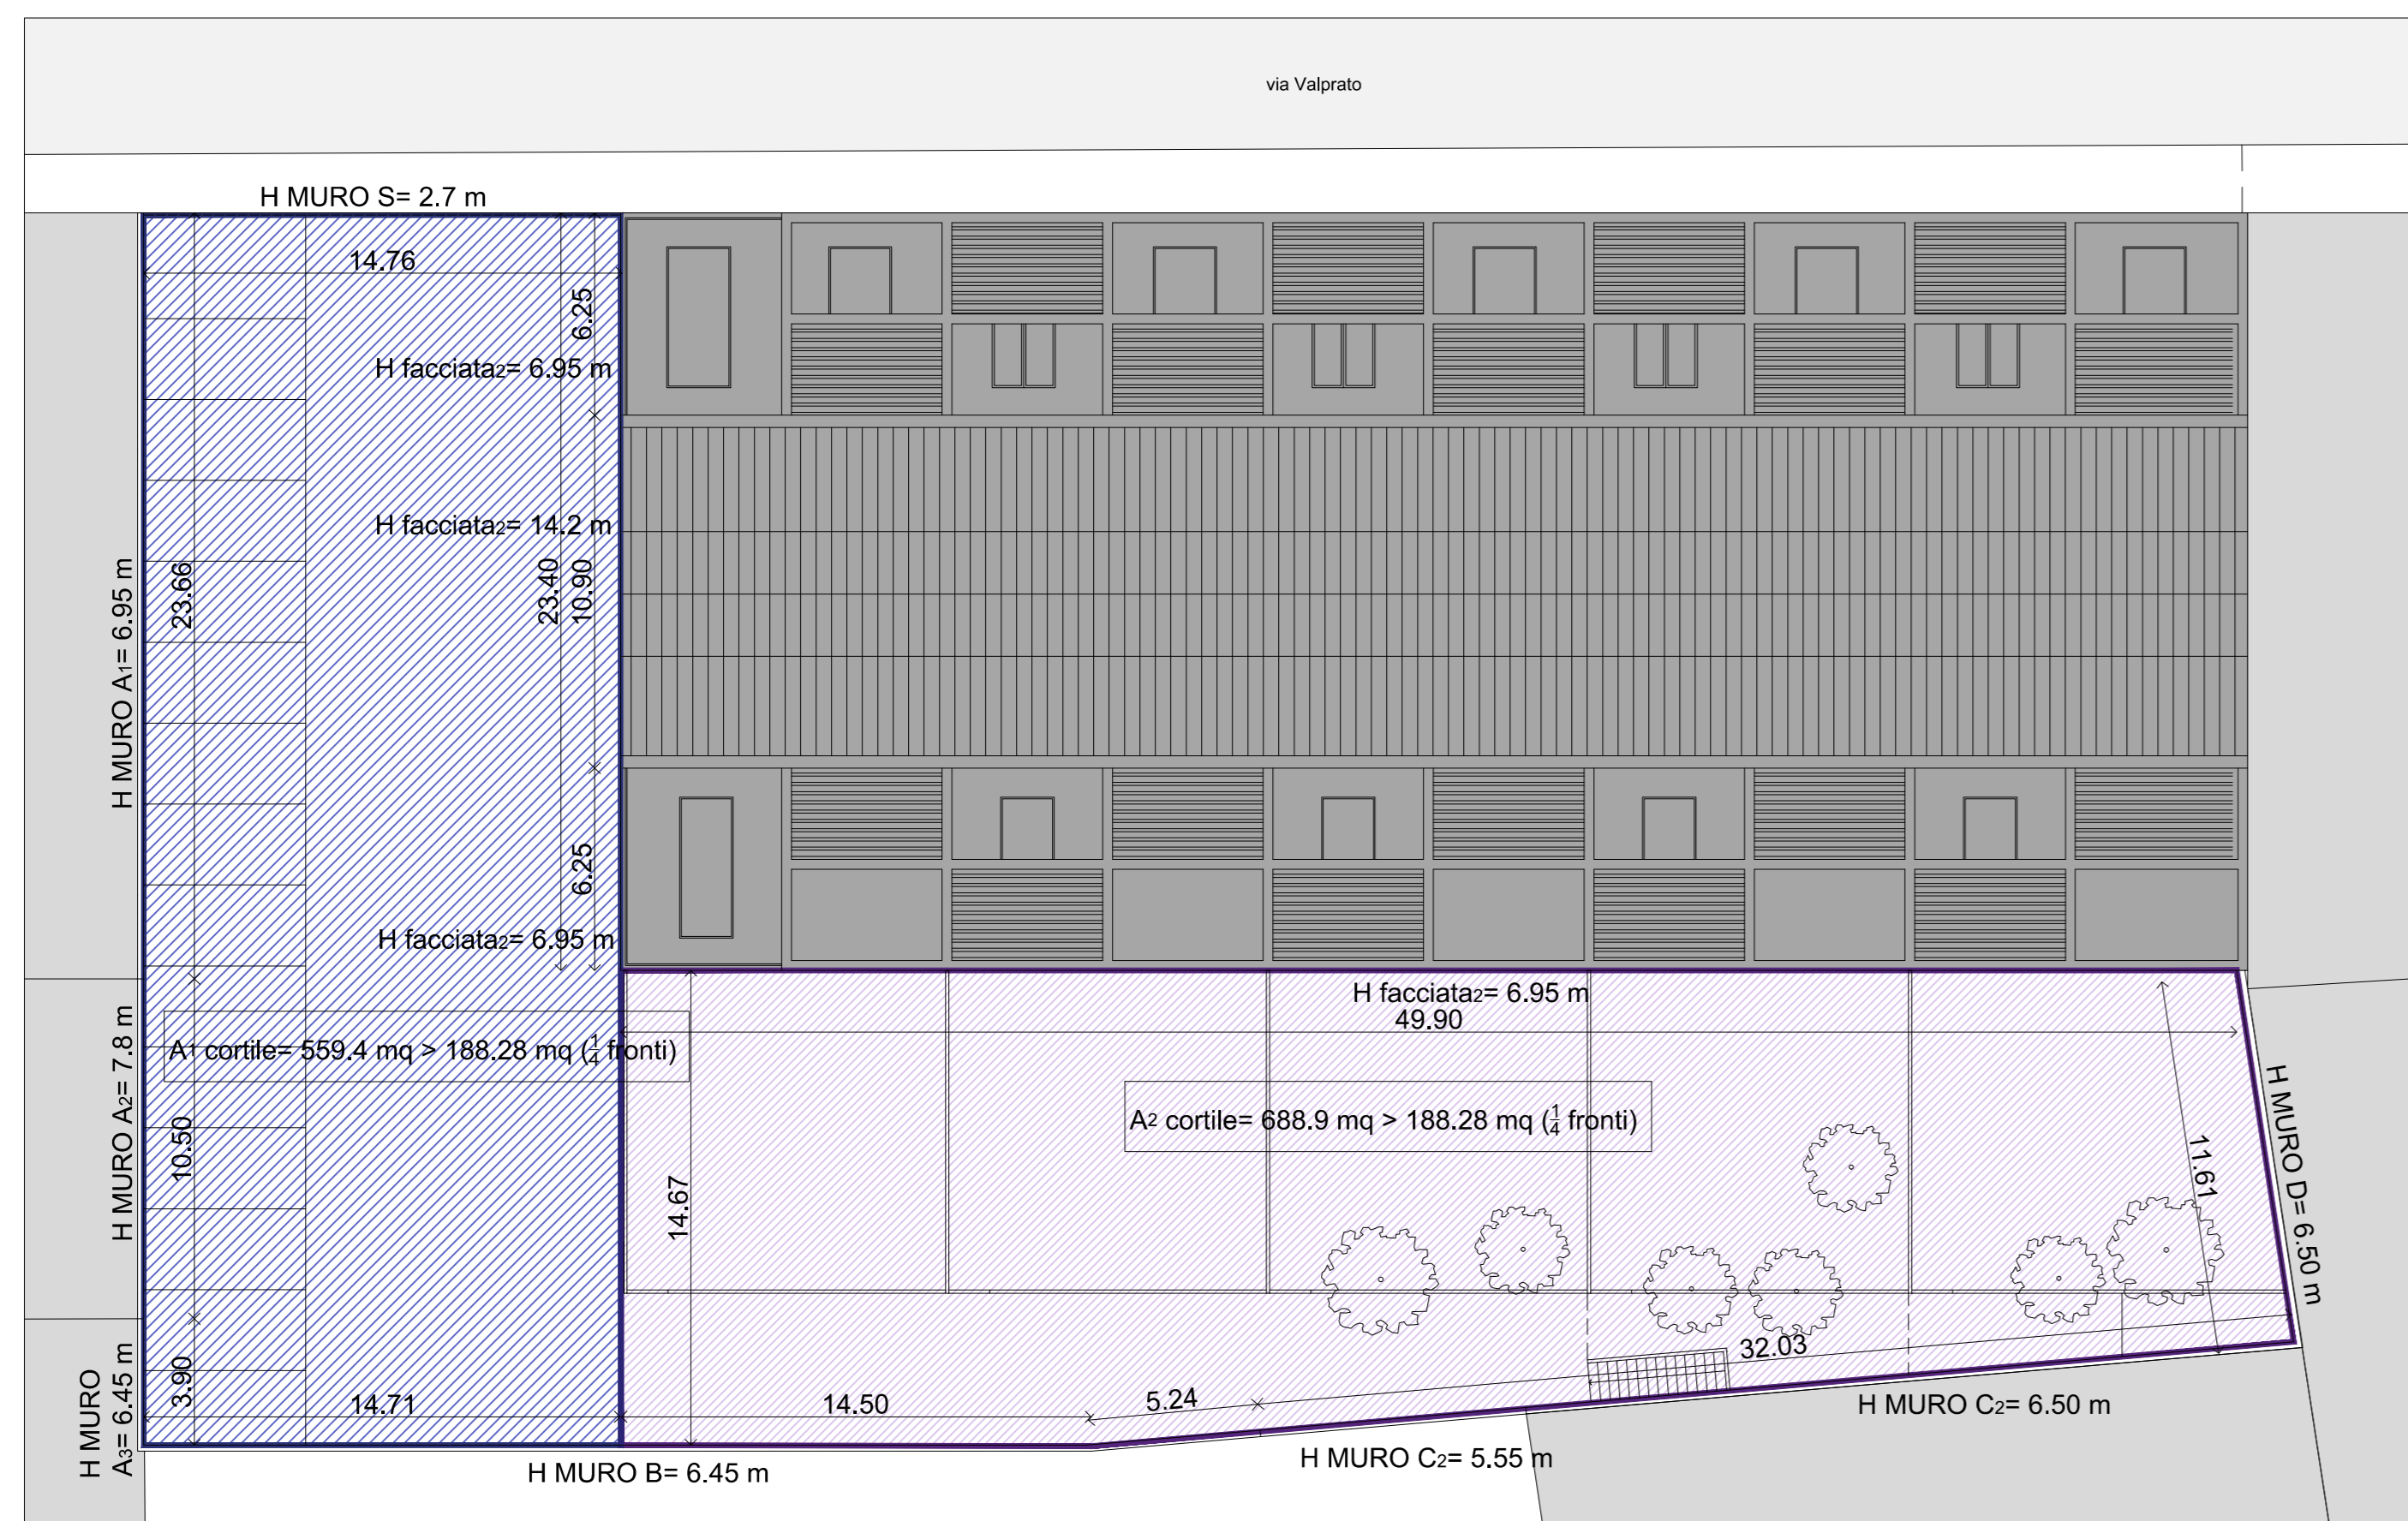 via Valprato
H MURO S= 2.7 m
14.76
6.25
H facciata2= 6.95 m
H facciata2= 14.2 m
H MURO A1= 6.95 m
23.66
23.40
10.90
6.25
H facciata2= 6.95 m
H facciata2= 6.95 m
49.90
A1 cortile= 559.4 mq > 188.28 mq (1/4 fronti)
A2 cortile= 688.9 mq > 188.28 mq (1/4 fronti)
H MURO A2= 7.8 m
10.50
14.67
11.61
H MURO D= 6.50 m
H MURO
A3= 6.45 m
3.90
14.71
14.50
5.24
32.03
H MURO C2= 6.50 m
H MURO C2= 5.55 m
H MURO B= 6.45 m